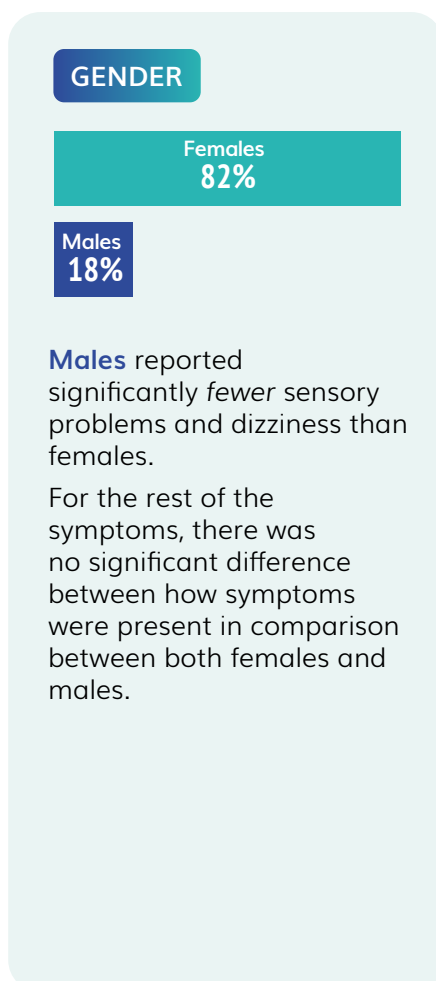 GENDER
Females
82%
Males
18%
Males reported
significantly fewer sensory
problems and dizziness than
females.
For the rest of the
symptoms, there was
no significant difference
between how symptoms
were present in comparison
between both females and
males.